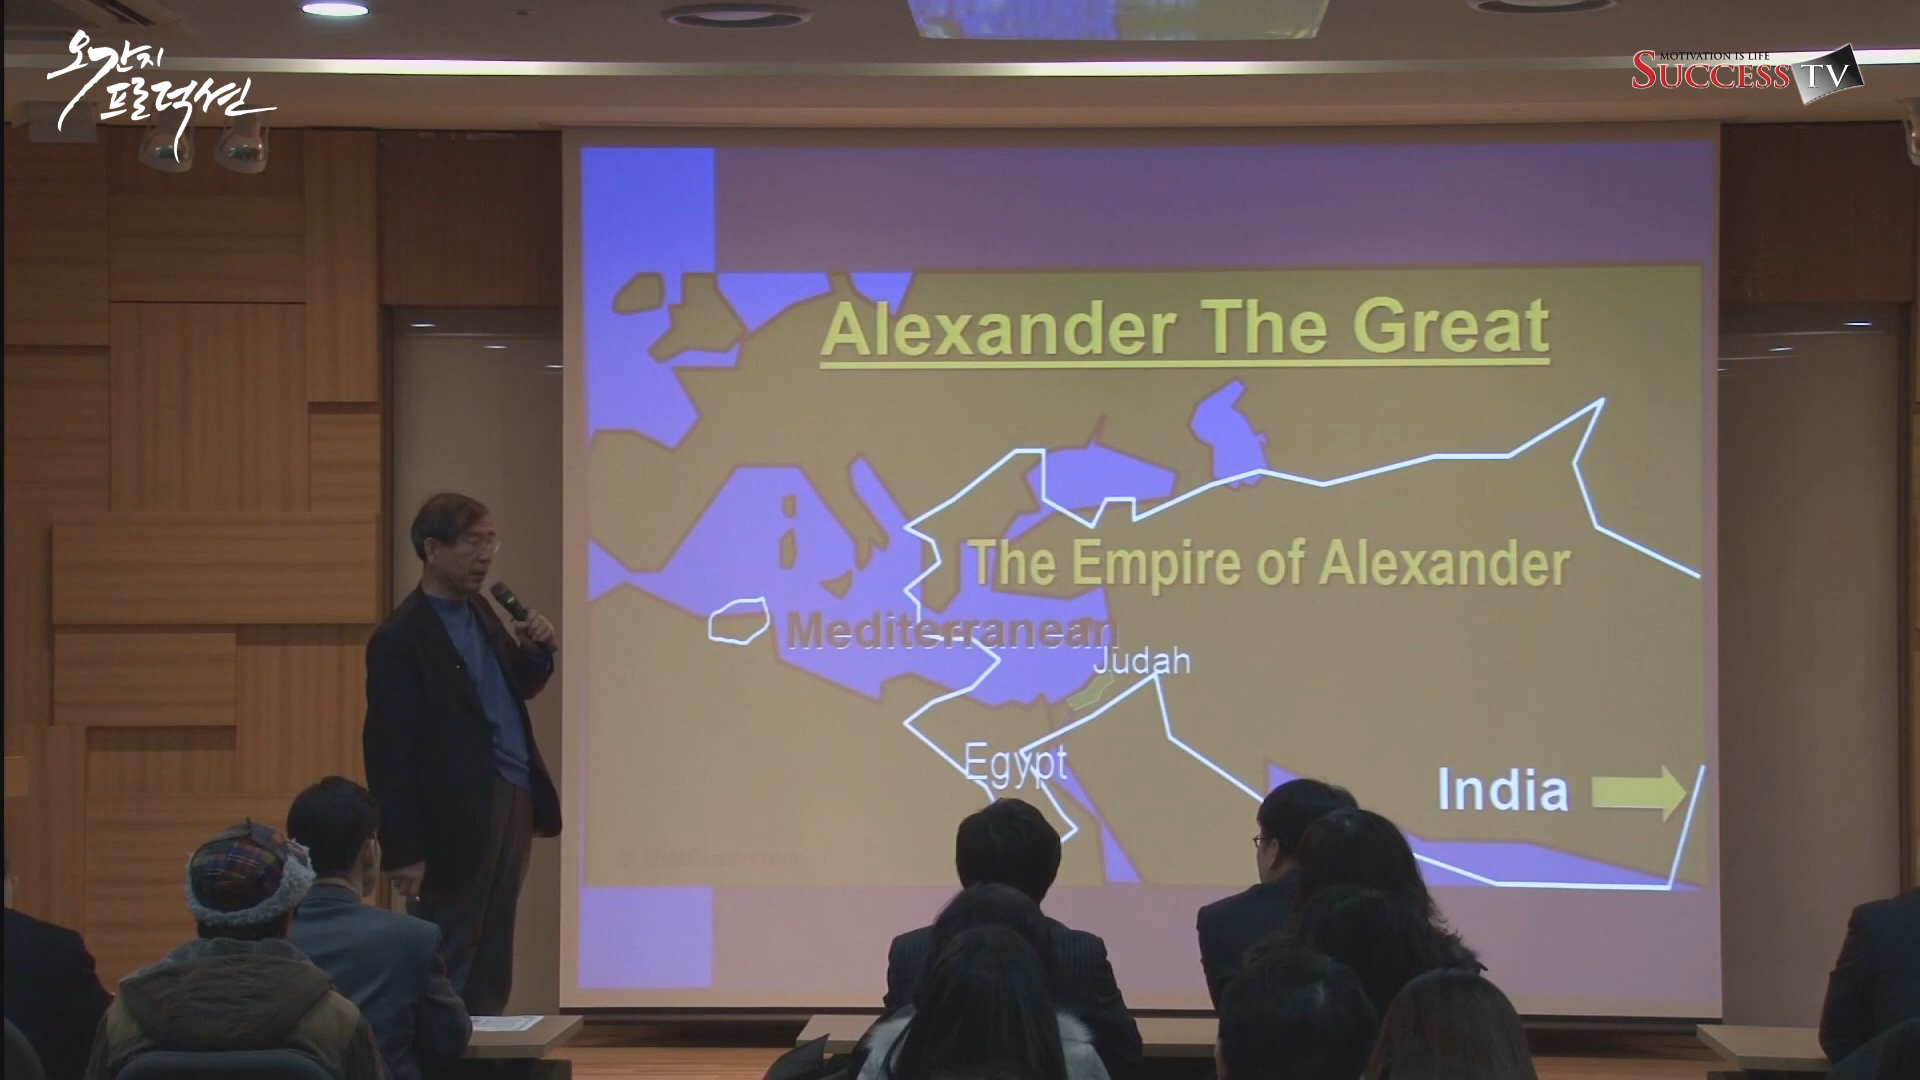 오간지
프로덕션
MOTIVATION IS LIFE
SUCCESS TV
Alexander The Great
The Empire of Alexander
Mediterranean
Judah
Egypt
India